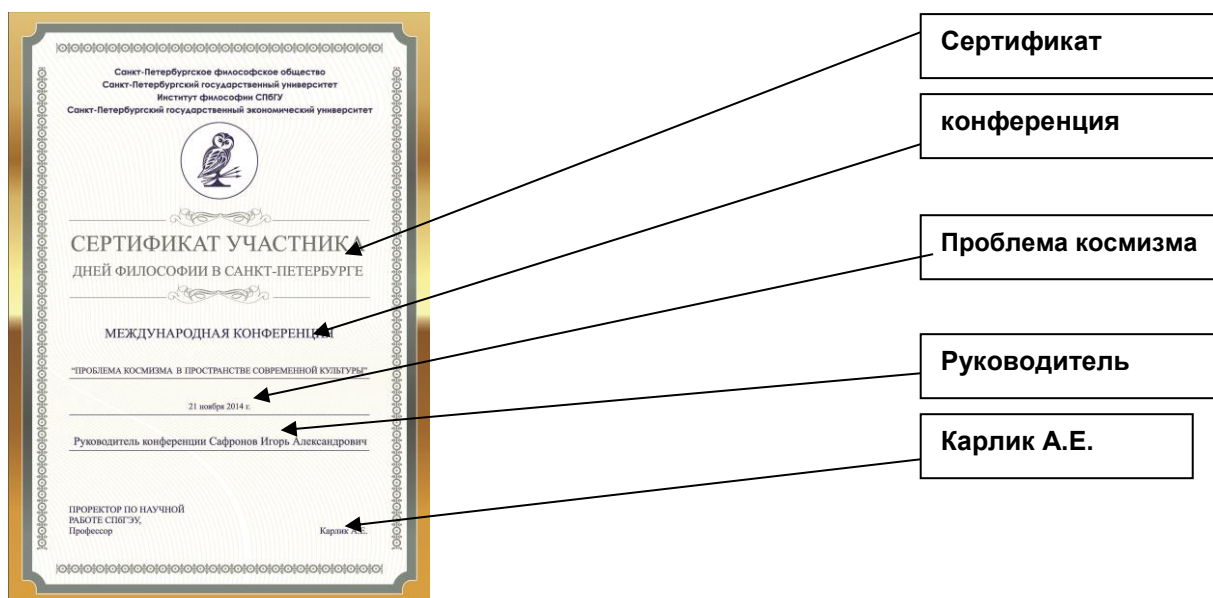 Санкт-Петербургское философское общество
Санкт-Петербургский государственный университет
Институт философии СПбГУ
Санкт-Петербургский государственный экономический университет
СЕРТИФИКАТ УЧАСТНИКА
ДНЕЙ ФИЛОСОФИИ В САНКТ-ПЕТЕРБУРГЕ
МЕЖДУНАРОДНАЯ КОНФЕРЕНЦИЯ
"ПРОБЛЕМА КОСМИЗМА В ПРОСТРАНСТВЕ СОВРЕМЕННОЙ КУЛЬТУРЫ"
21 ноября 2014 г.
Руководитель конференции Сафронов Игорь Александрович
ПРОРЕКТОР ПО НАУЧНОЙ
РАБОТЕ СПбГЭУ,
Профессор
Карлик А.Е.
Сертификат
конференция
Проблема космизма
Руководитель
Карлик А.Е.